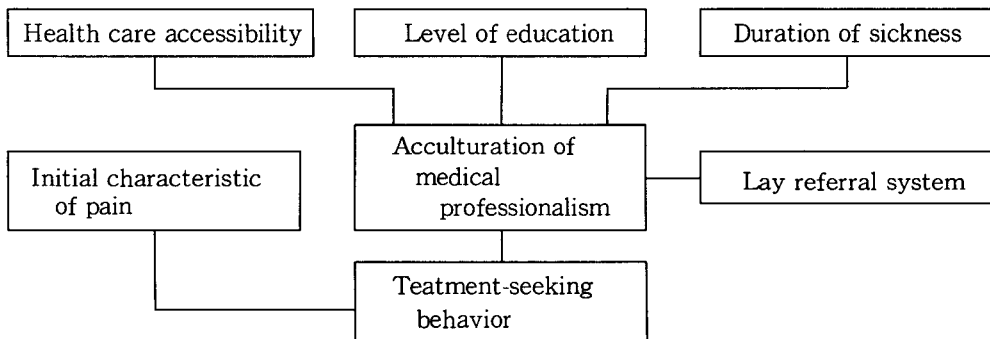 Health care accessibility
Level of education
Duration of sickness
Acculturation of
medical
professionalism
Initial characteristic
of pain
Lay referral system
Teatment-seeking
behavior